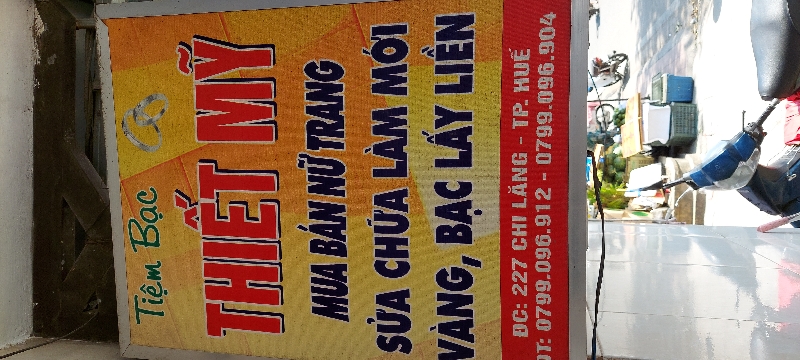 Tiệm Bạc
THIẾT MỸ
MUA BÁN NỮ TRANG
SỬA CHỮA LÀM MỚI
VÀNG, BẠC LẤY LIỀN
ĐC: 227 CHI LĂNG - TP. HUẾ
ĐT: 0799.096.912 - 0799.096.904